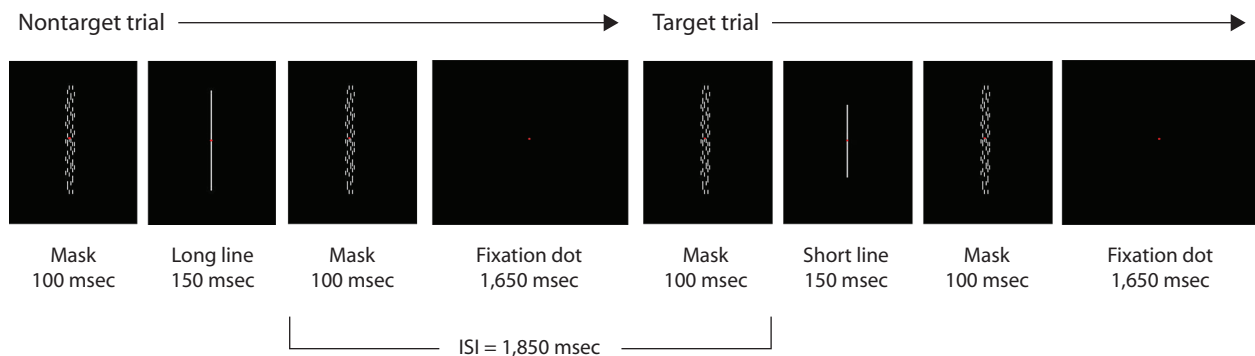 Nontarget trial
Target trial
Mask
100 msec
Long line
150 msec
Mask
100 msec
Fixation dot
1,650 msec
Mask
100 msec
Short line
150 msec
Mask
100 msec
Fixation dot
1,650 msec
ISI = 1,850 msec